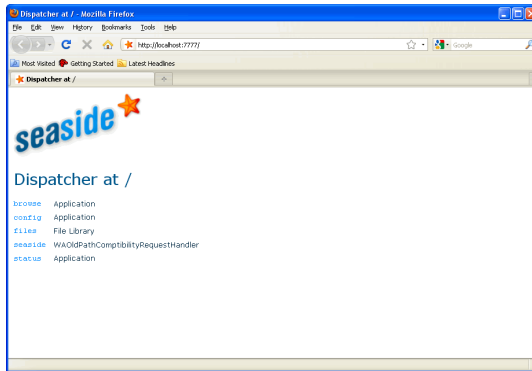 Dispatcher at / - Mozilla Firefox
File Edit View History Bookmarks Tools Help
http://localhost:7777/
Google
Most Visited Getting Started Latest Headlines
Dispatcher at /
seaside
Dispatcher at /
browse Application
config Application
files File Library
seaside WAOldPathComptibilityRequestHandler
status Application